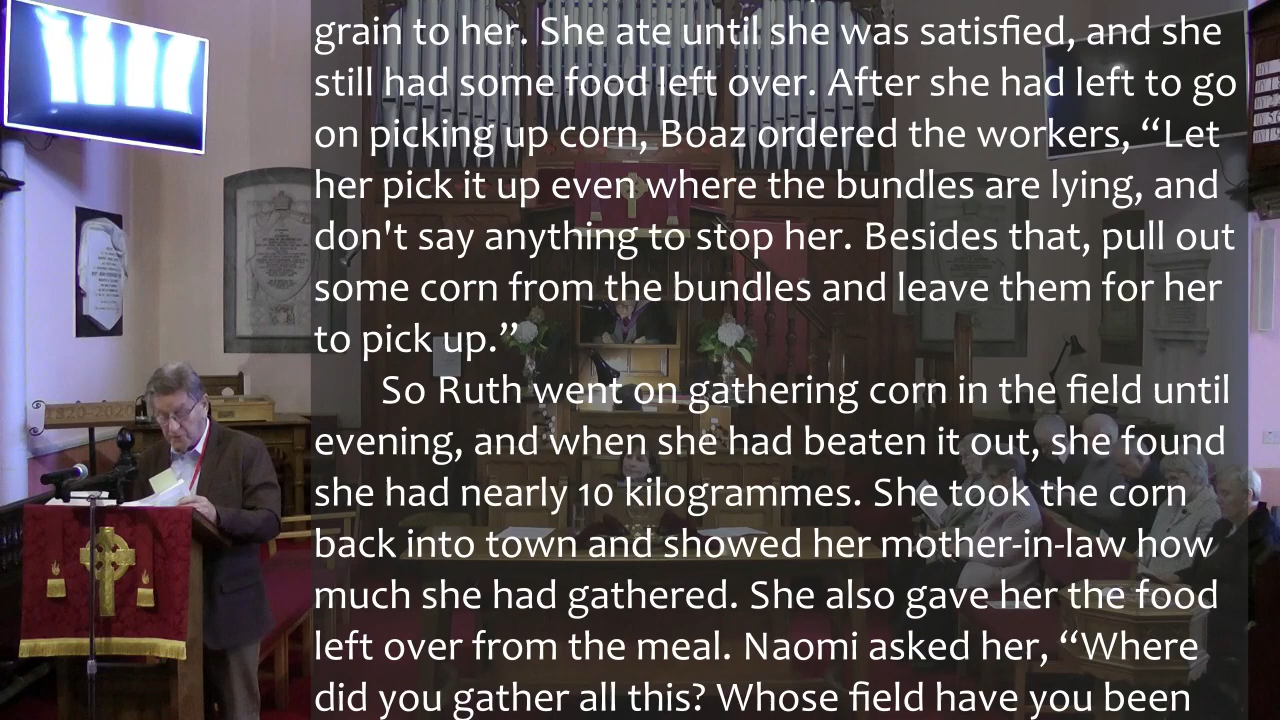 grain to her. She ate until she was satisfied, and she
still had some food left over. After she had left to go
on picking up corn, Boaz ordered the workers, “Let
her pick it up even where the bundles are lying, and
don't say anything to stop her. Besides that, pull out
some corn from the bundles and leave them for her
to pick up.”
So Ruth went on gathering corn in the field until
evening, and when she had beaten it out, she found
she had nearly 10 kilogrammes. She took the corn
back into town and showed her mother-in-law how
much she had gathered. She also gave her the food
left over from the meal. Naomi asked her, “Where
did you gather all this? Whose field have you been
1820-2020